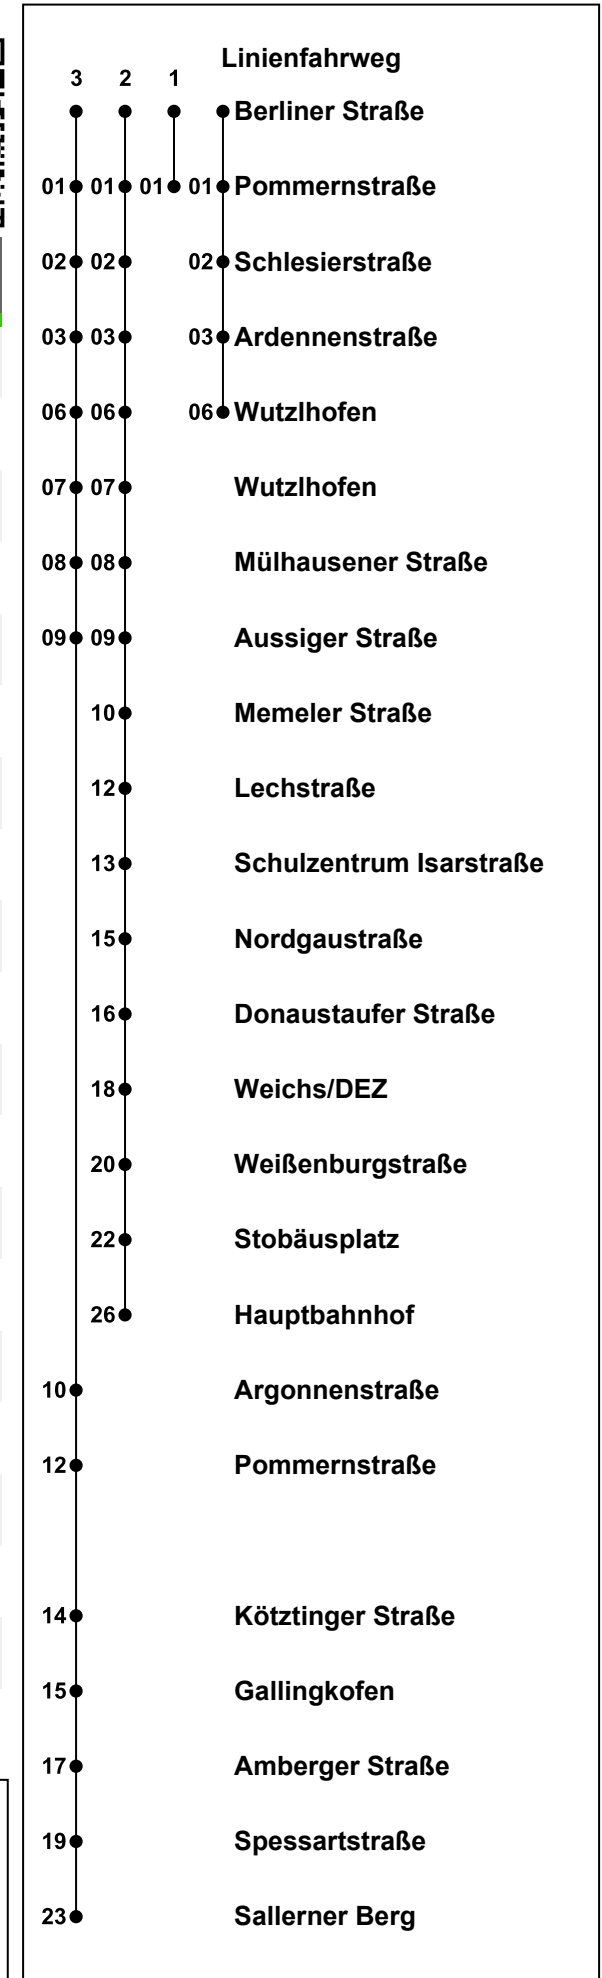 Linienfahrweg
3 2 1
Berliner Straße
01 01 01 01 Pommernstraße
02 02 02 Schlesierstraße
03 03 03 Ardennenstraße
06 06 06 Wutzlhofen
07 07 Wutzlhofen
08 08 Mülhausener Straße
09 09 Aussiger Straße
10 Memeler Straße
12 Lechstraße
13 Schulzentrum Isarstraße
15 Nordgaustraße
16 Donaustaufer Straße
18 Weichs/DEZ
20 Weißenburgstraße
22 Stobäusplatz
26 Hauptbahnhof
10 Argonnenstraße
12 Pommernstraße
14 Kötztinger Straße
15 Gallingkofen
17 Amberger Straße
19 Spessartstraße
23 Sallerner Berg